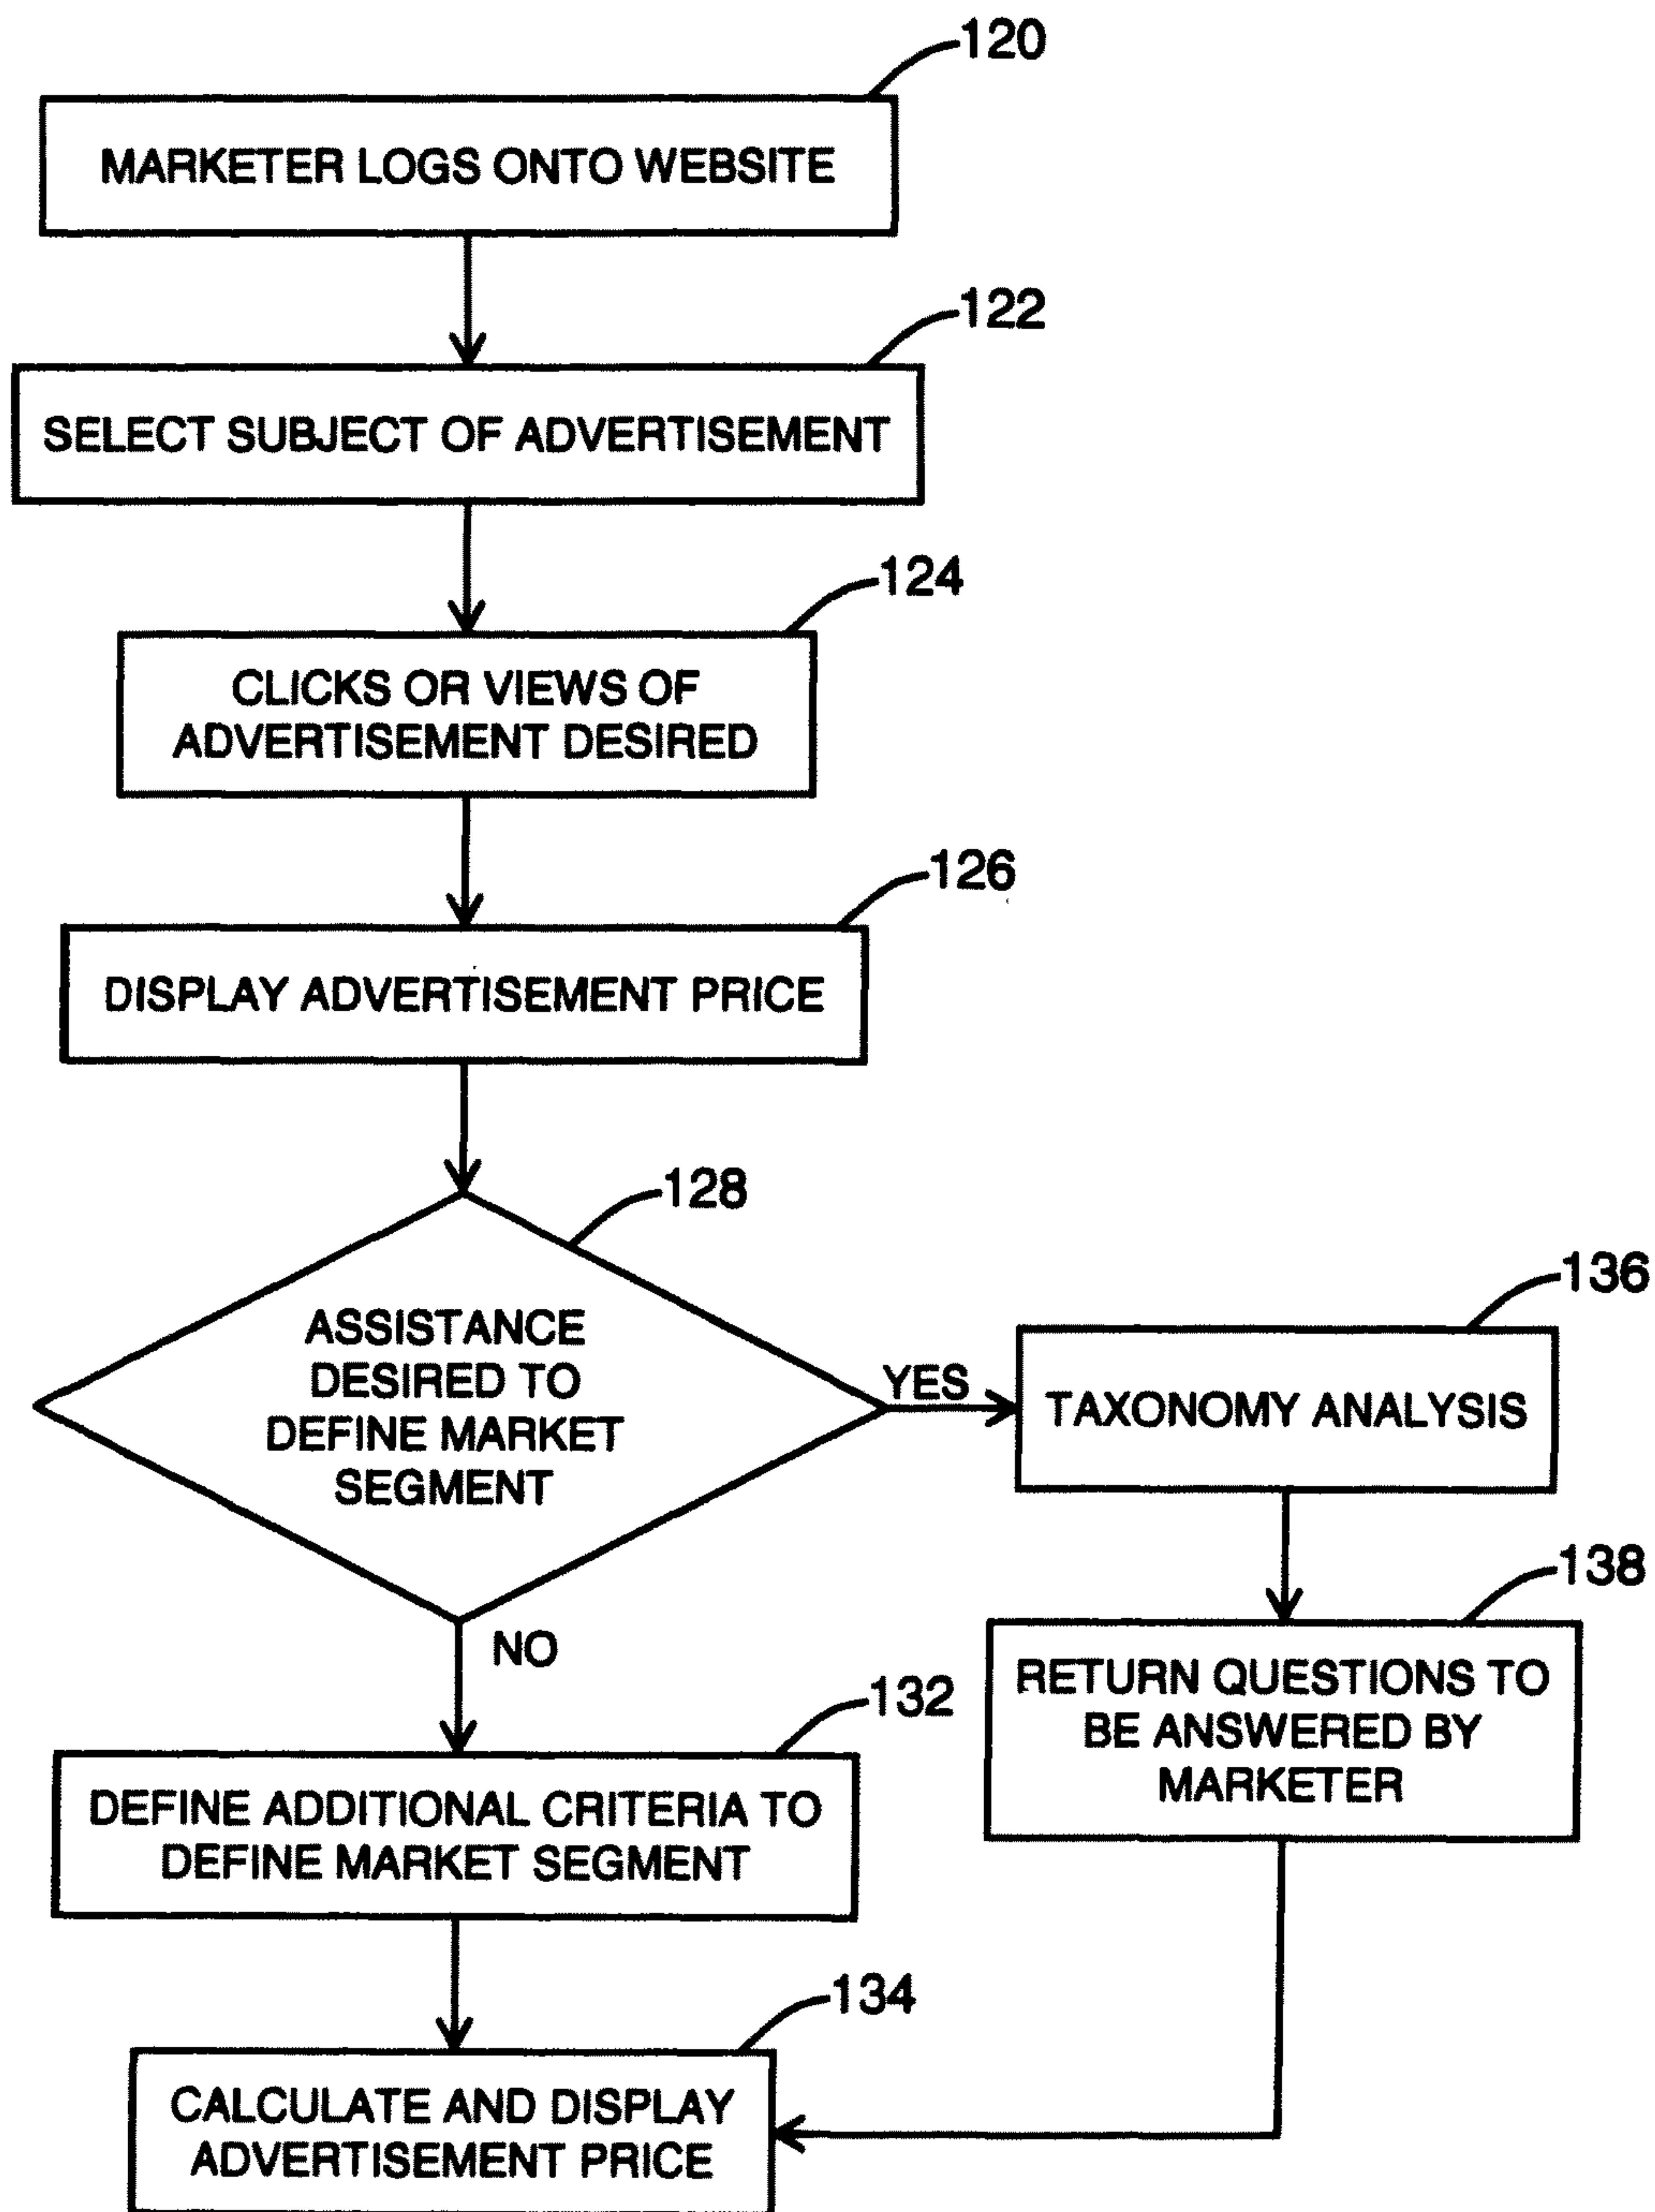 120
MARKETER LOGS ONTO WEBSITE
122
SELECT SUBJECT OF ADVERTISEMENT
124
CLICKS OR VIEWS OF
ADVERTISEMENT DESIRED
126
DISPLAY ADVERTISEMENT PRICE
128
ASSISTANCE
DESIRED TO
DEFINE MARKET
SEGMENT
YES
136
TAXONOMY ANALYSIS
138
RETURN QUESTIONS TO
BE ANSWERED BY
MARKETER
NO
132
DEFINE ADDITIONAL CRITERIA TO
DEFINE MARKET SEGMENT
134
CALCULATE AND DISPLAY
ADVERTISEMENT PRICE